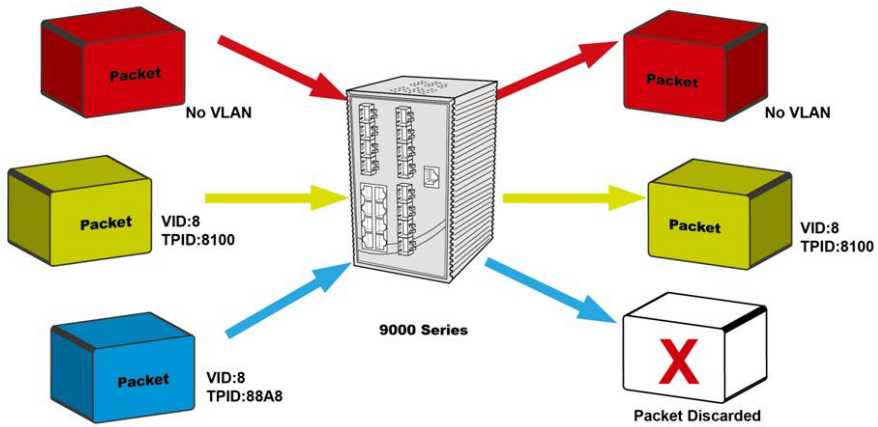 Packet
No VLAN
Packet
No VLAN
Packet
VID:8
TPID:8100
Packet
VID:8
TPID:8100
9000 Series
Packet
VID:8
TPID:88A8
X
Packet Discarded